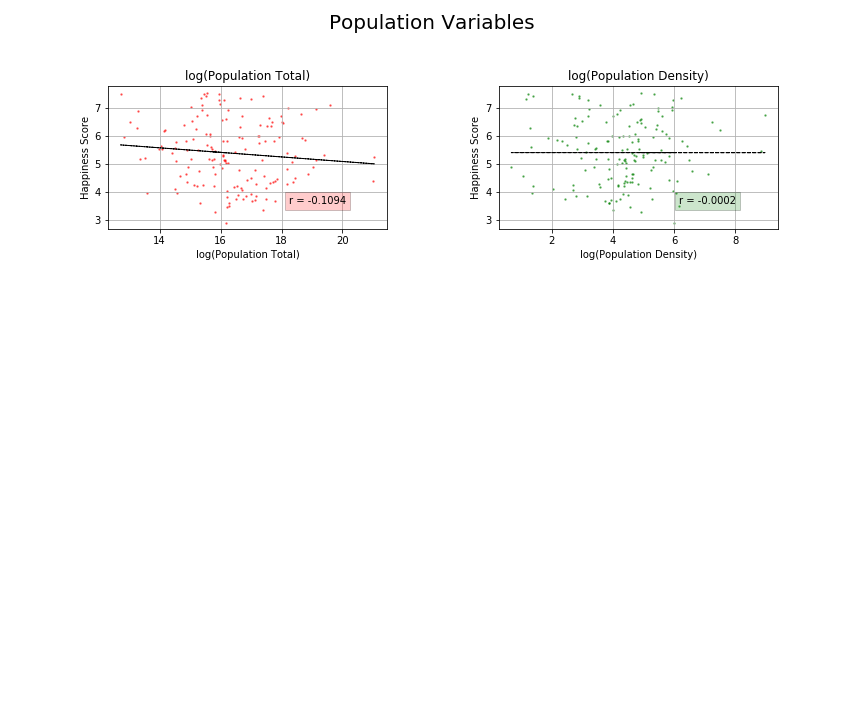 Population Variables
log(Population Total)
Happiness Score
7
6
5
4
3
r = -0.1094
14
16
18
20
log(Population Total)
log(Population Density)
Happiness Score
7
6
5
4
3
r = -0.0002
2
4
6
8
log(Population Density)